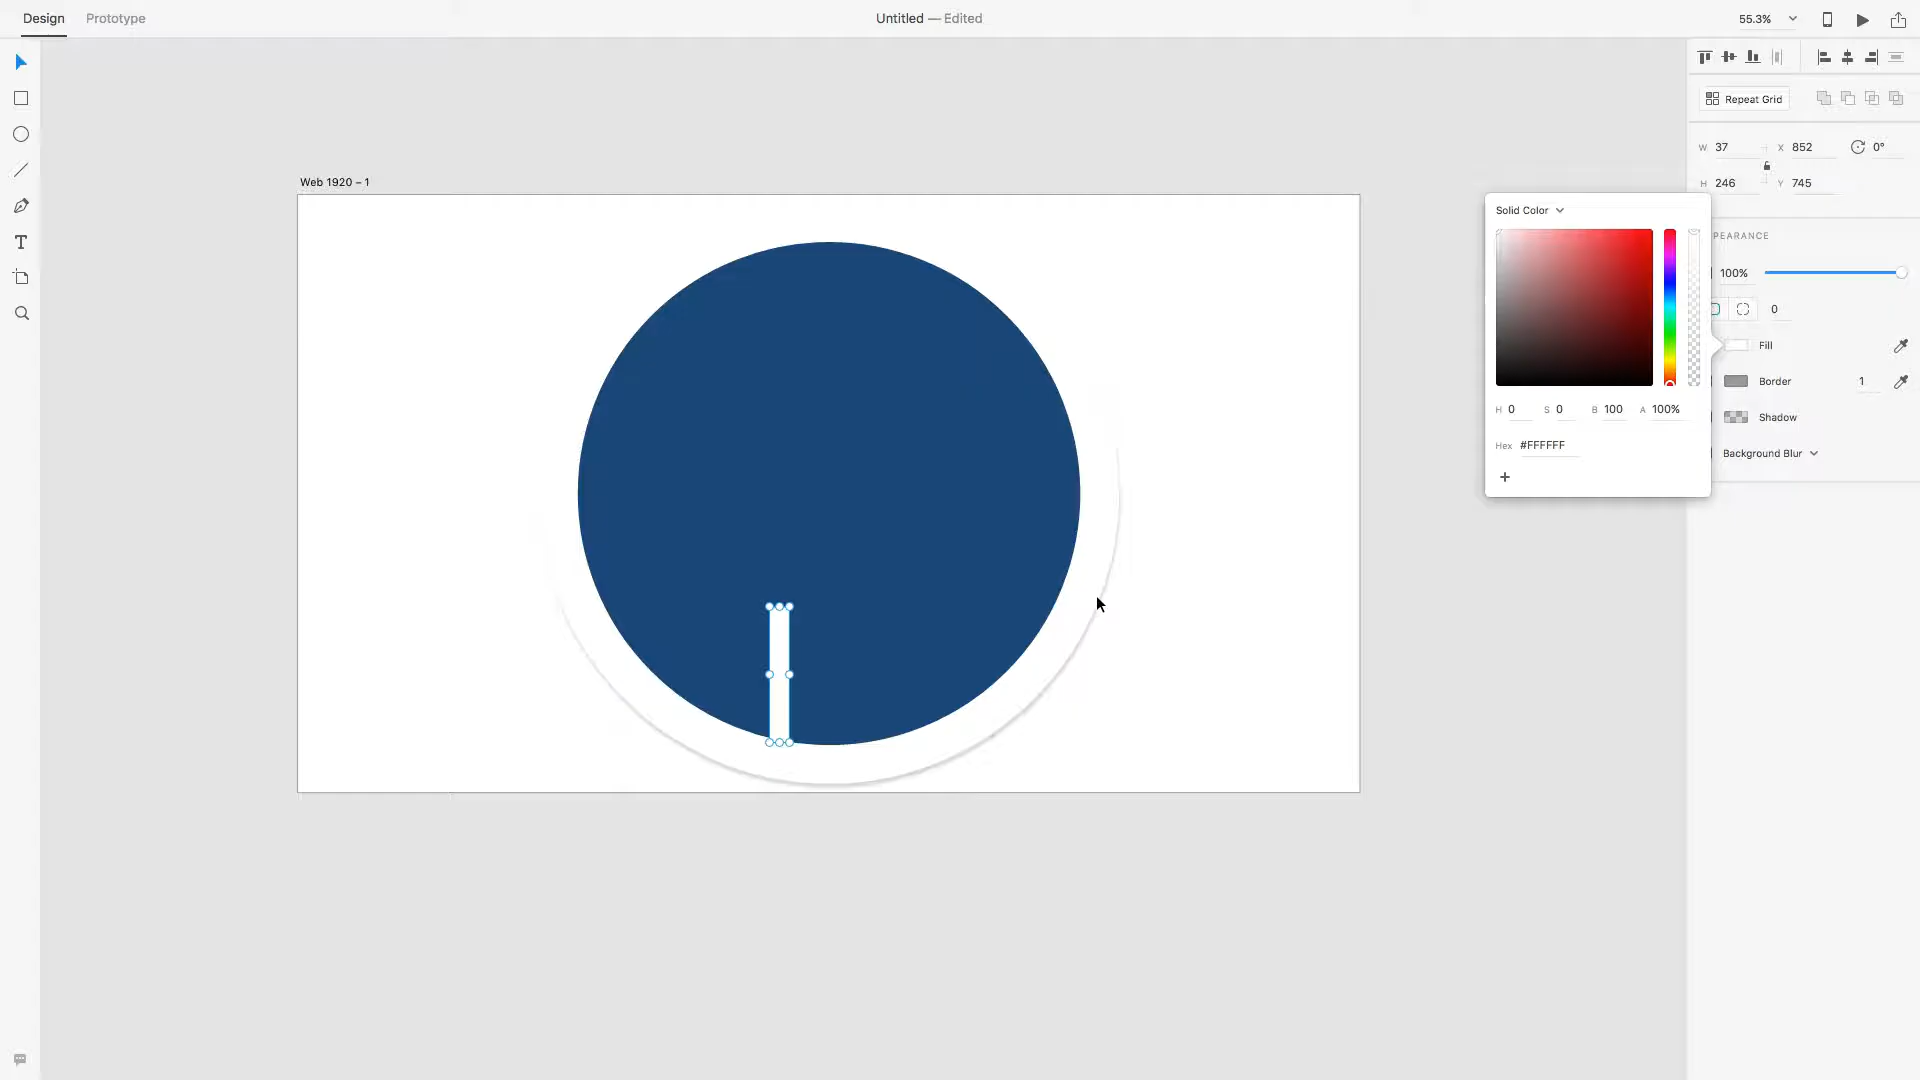 Design Prototype Untitled — Edited 55.3%
Repeat Grid
W 37 X 852 0°
H 246 Y 745
Web 1920 – 1
Solid Color
PEARANCE
100%
0
Fill
Border 1
Shadow
Background Blur
H 0 S 0 B 100 A 100%
Hex #FFFFFF